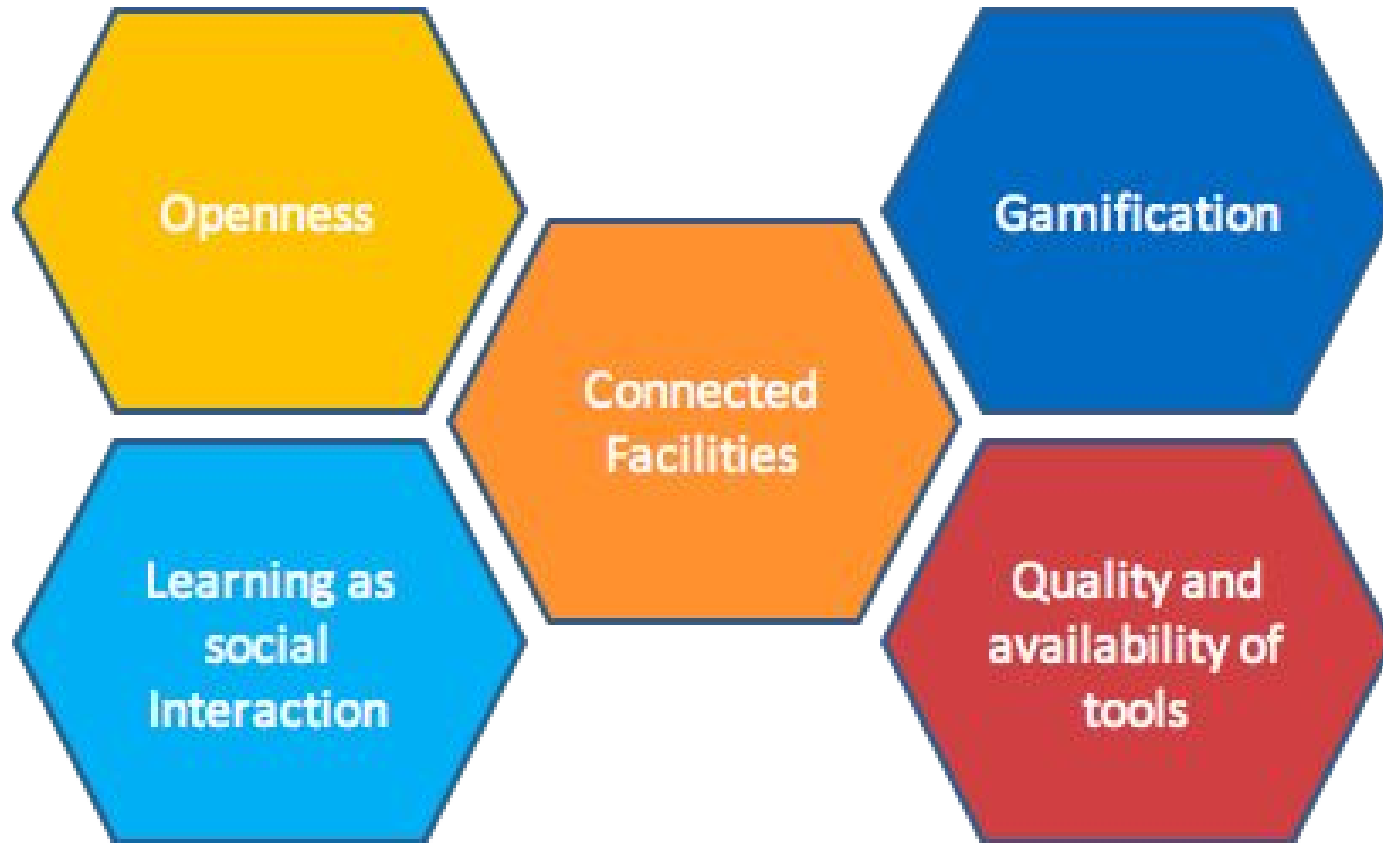 Openness
Gamification
Connected
Facilities
Learning as
social
Interaction
Quality and
availability of
tools